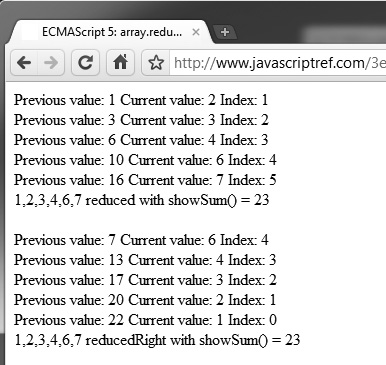 ECMAScript 5: array.redu...
http://www.javascriptref.com/3e
Previous value: 1 Current value: 2 Index: 1
Previous value: 3 Current value: 3 Index: 2
Previous value: 6 Current value: 4 Index: 3
Previous value: 10 Current value: 6 Index: 4
Previous value: 16 Current value: 7 Index: 5
1,2,3,4,6,7 reduced with showSum() = 23
Previous value: 7 Current value: 6 Index: 4
Previous value: 13 Current value: 4 Index: 3
Previous value: 17 Current value: 3 Index: 2
Previous value: 20 Current value: 2 Index: 1
Previous value: 22 Current value: 1 Index: 0
1,2,3,4,6,7 reducedRight with showSum() = 23